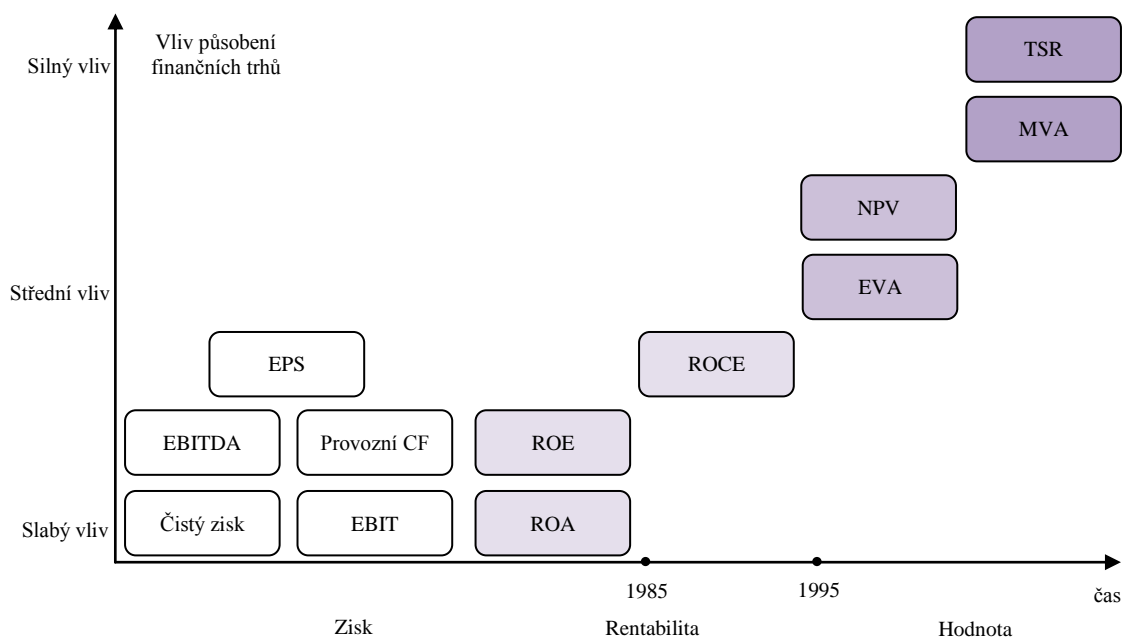 Vliv působení
finančních trhů
Silný vliv
TSR
MVA
NPV
Střední vliv
EVA
EPS
ROCE
EBITDA
Provozní CF
ROE
Slabý vliv
Čistý zisk
EBIT
ROA
1985
1995
čas
Zisk
Rentabilita
Hodnota